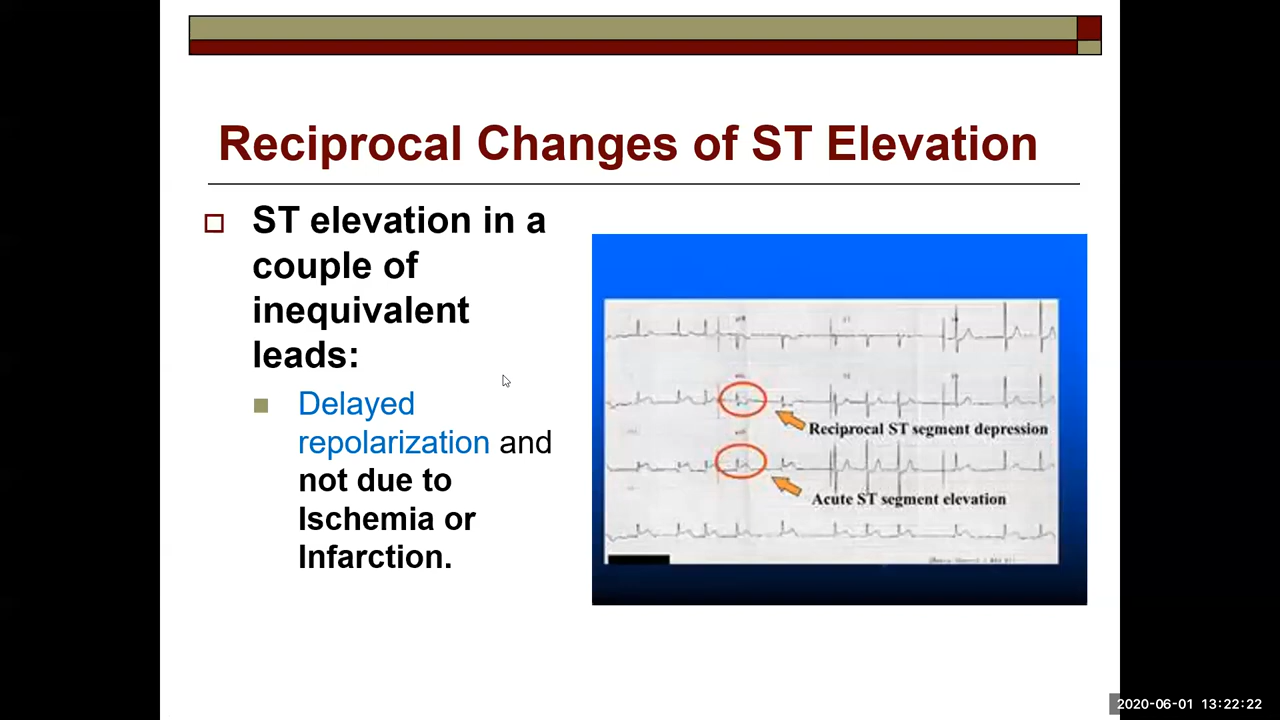 Reciprocal Changes of ST Elevation
ST elevation in a
couple of
inequivalent
leads:
Delayed
repolarization and
not due to
Ischemia or
Infarction.
Reciprocal ST segment depression
Acute ST segment elevation
2020-06-01 13:22:22